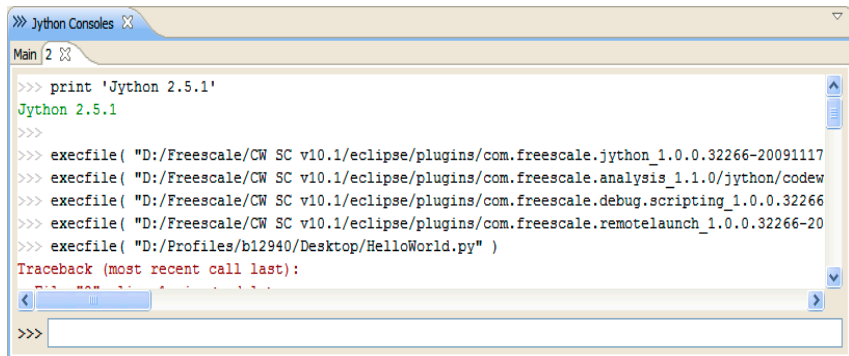 >>> Jython Consoles
Main 2
>>> print 'Jython 2.5.1'
Jython 2.5.1
>>>
>>> execfile( "D:/Freescale/CW SC v10.1/eclipse/plugins/com.freescale.jython_1.0.0.32266-20091117
>>> execfile( "D:/Freescale/CW SC v10.1/eclipse/plugins/com.freescale.analysis_1.1.0/jython/codew
>>> execfile( "D:/Freescale/CW SC v10.1/eclipse/plugins/com.freescale.debug.scripting_1.0.0.32266
>>> execfile( "D:/Freescale/CW SC v10.1/eclipse/plugins/com.freescale.remotelaunch_1.0.0.32266-20
>>> execfile( "D:/Profiles/b12940/Desktop/HelloWorld.py" )
Traceback (most recent call last):
>>>